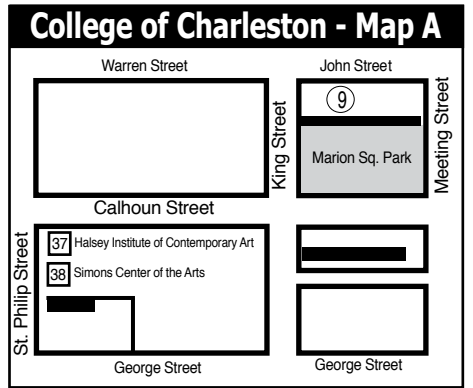 College of Charleston - Map A
Warren Street
John Street
9
King Street
Meeting Street
Marion Sq. Park
Calhoun Street
St. Philip Street
37 Halsey Institute of Contemporary Art
38 Simons Center of the Arts
George Street
George Street